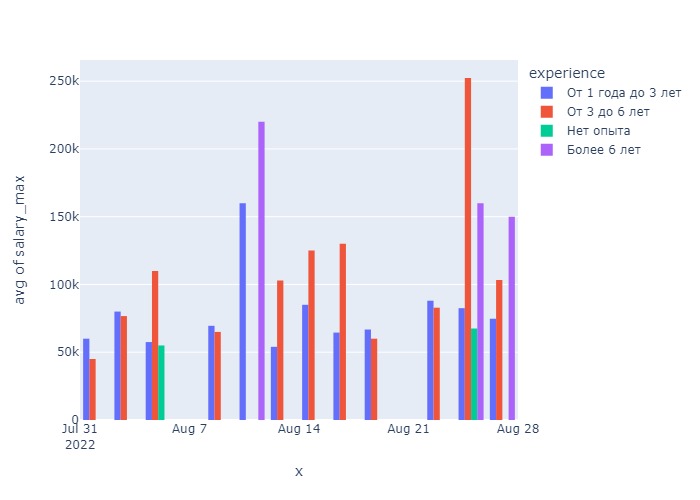 experience
От 1 года до 3 лет
От 3 до 6 лет
Нет опыта
Более 6 лет
250k
200k
150k
100k
50k
0
avg of salary_max
Jul 31
2022
Aug 7
Aug 14
Aug 21
Aug 28
x